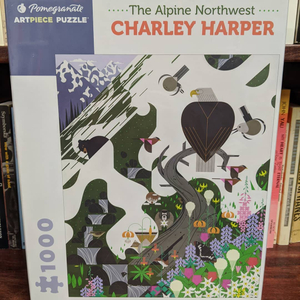 Pomegranate
ARTPIECE PUZZLE
The Alpine Northwest
CHARLEY HARPER
1000